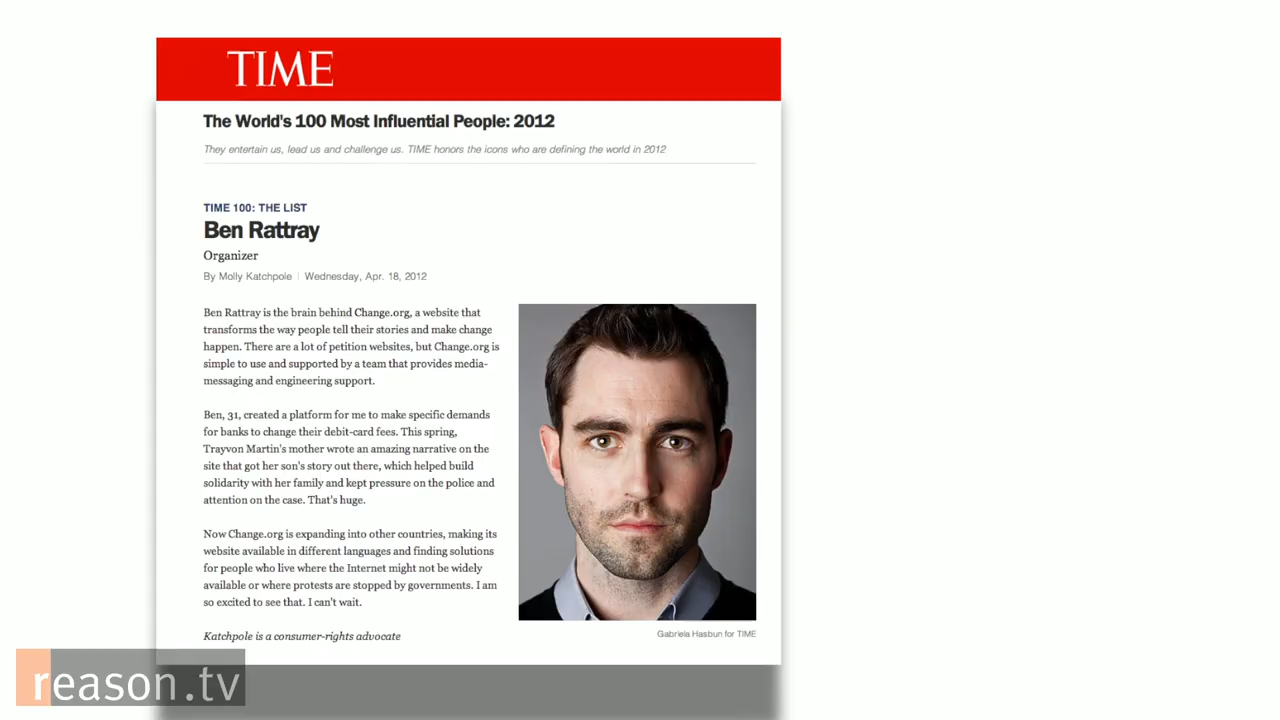 TIME
The World's 100 Most Influential People: 2012
They entertain us, lead us and challenge us. TIME honors the icons who are defining the world in 2012
TIME 100: THE LIST
Ben Rattray
Organizer
By Molly Katchpole | Wednesday, Apr. 18, 2012
Ben Rattray is the brain behind Change.org, a website that
transforms the way people tell their stories and make change
happen. There are a lot of petition websites, but Change.org is
simple to use and supported by a team that provides media-
messaging and engineering support.
Ben, 31, created a platform for me to make specific demands
for banks to change their debit-card fees. This spring,
Trayvon Martin's mother wrote an amazing narrative on the
site that got her son's story out there, which helped build
solidarity with her family and kept pressure on the police and
attention on the case. That's huge.
Now Change.org is expanding into other countries, making its
website available in different languages and finding solutions
for people who live where the Internet might not be widely
available or where protests are stopped by governments. I am
so excited to see that. I can't wait.
Katchpole is a consumer-rights advocate
Gabriela Hasbun for TIME
reason.tv